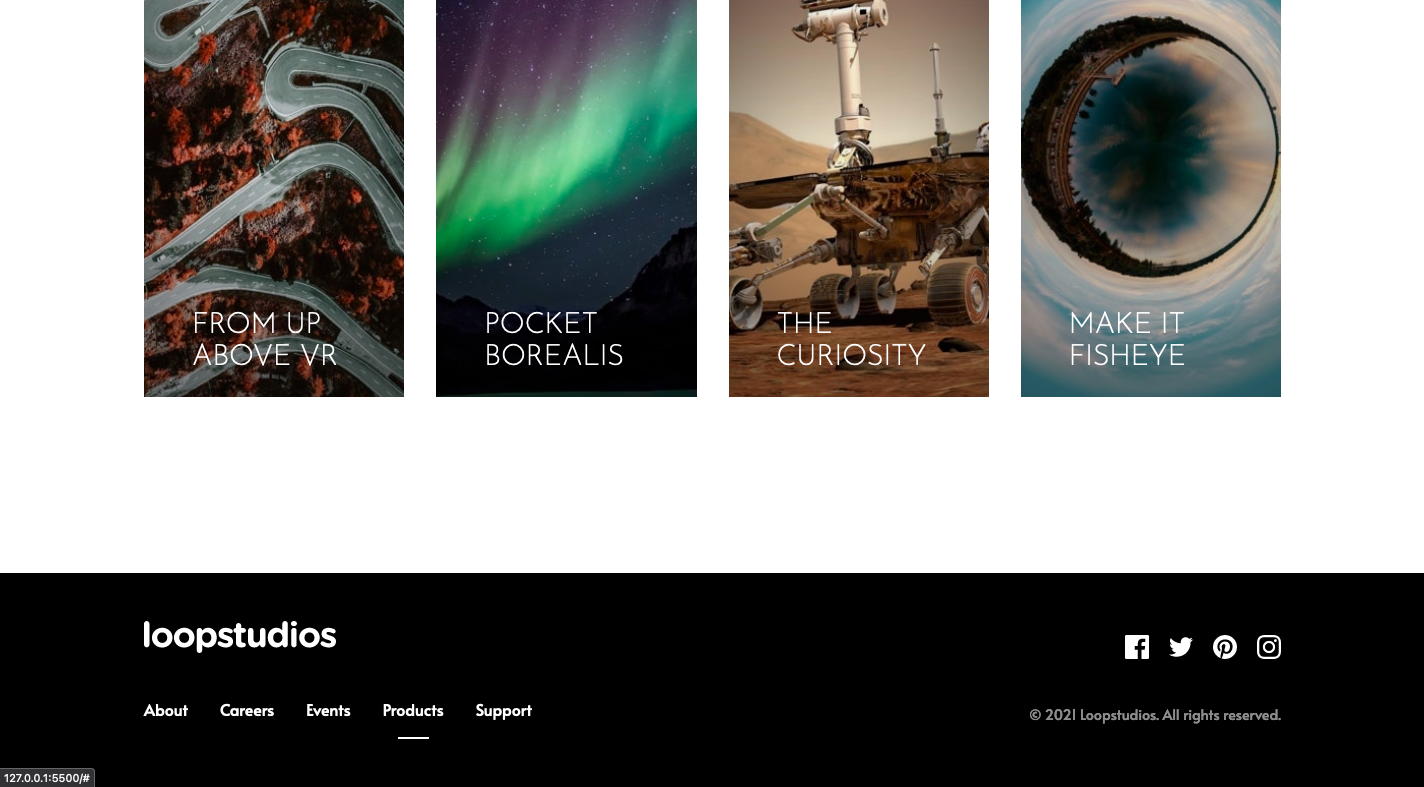 FROM UP
ABOVE VR
POCKET
BOREALIS
THE
CURIOSITY
MAKE IT
FISHEYE
loopstudios
About Careers Events Products Support
© 2021 Loopstudios. All rights reserved.
127.0.0.1:5500/#